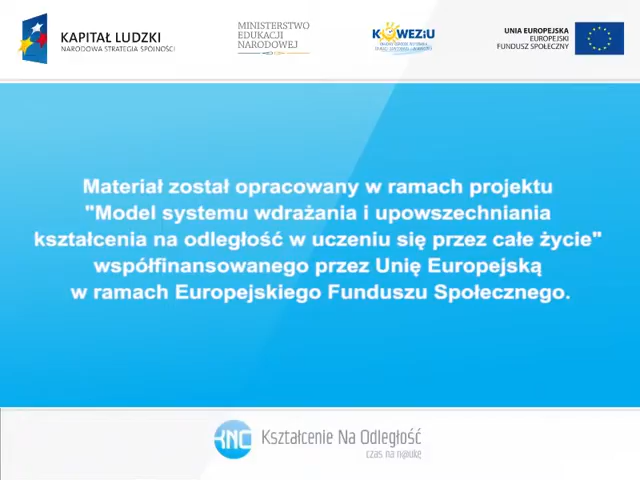 KAPITAŁ LUDZKI
NARODOWA STRATEGIA SPÓJNOŚCI
MINISTERSTWO
EDUKACJI
NARODOWEJ
KOWEZiU
UNIA EUROPEJSKA
EUROPEJSKI
FUNDUSZ SPOŁECZNY
Materiał został opracowany w ramach projektu
"Model systemu wdrażania i upowszechniania
kształcenia na odległość w uczeniu się przez całe życie"
współfinansowanego przez Unię Europejską
w ramach Europejskiego Funduszu Społecznego.
KNO Kształcenie Na Odległość
czas na naukę